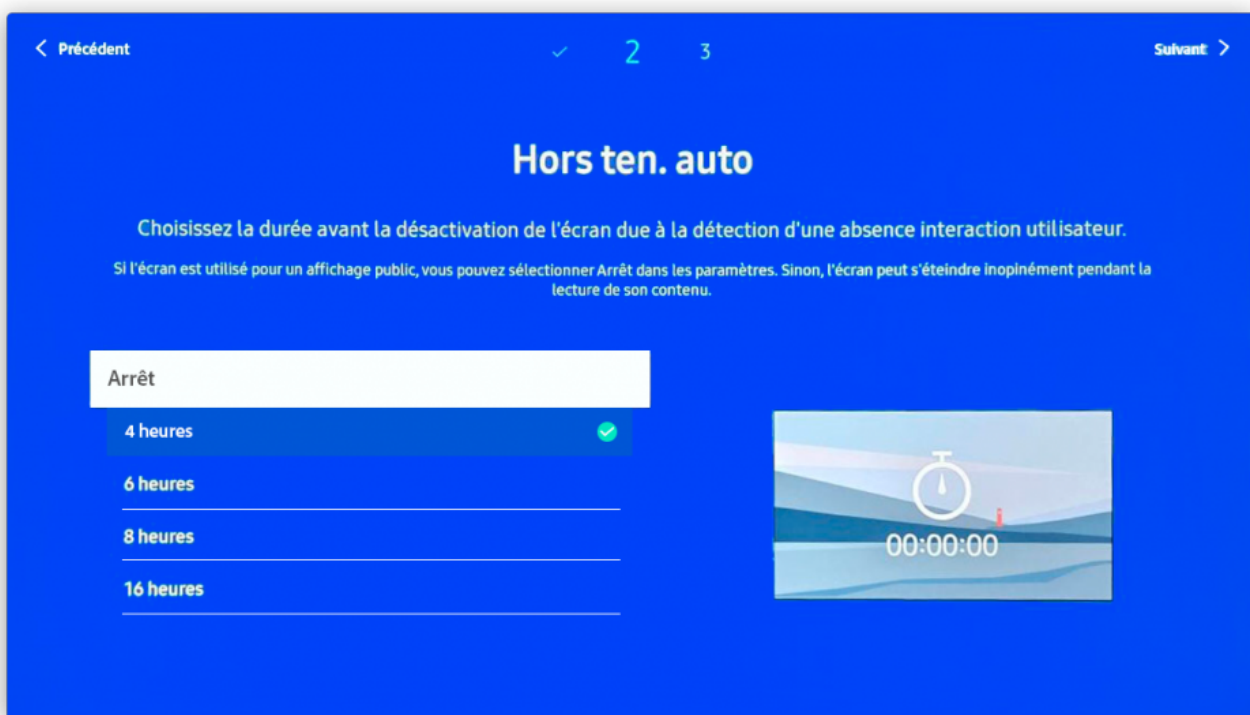 Précédent
2
3
Suivant
Hors ten. auto
Choisissez la durée avant la désactivation de l'écran due à la détection d'une absence interaction utilisateur.
Si l'écran est utilisé pour un affichage public, vous pouvez sélectionner Arrêt dans les paramètres. Sinon, l'écran peut s'éteindre inopinément pendant la
lecture de son contenu.
Arrêt
4 heures
6 heures
8 heures
16 heures
00:00:00